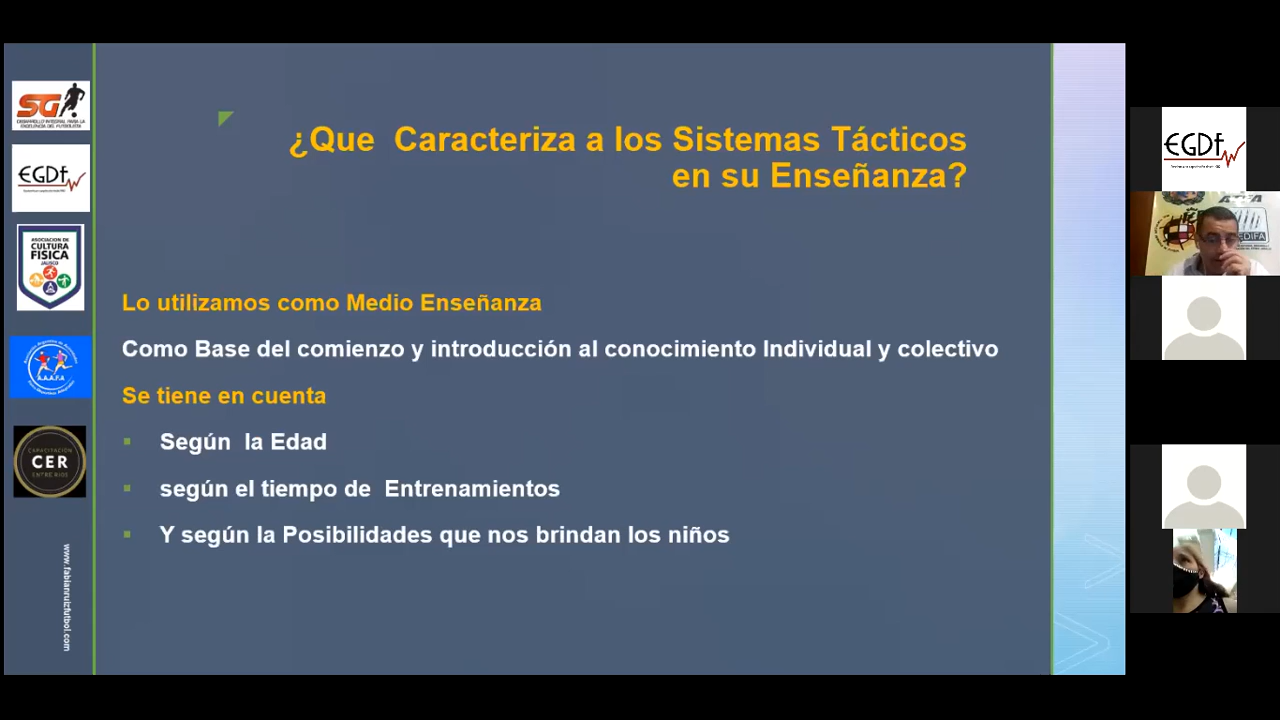 SG
DESARROLLO INTEGRAL PARA LA
EXCELENCIA DEL FUTBOLISTA
EGDF
ASOCIACION DE
CULTURA
FISICA
JALISCO
A.A.A.F.A
CAPACITACIÓN
CER
ENTRE RIOS
www.fabianruizfutbol.com
¿Que  Caracteriza a los Sistemas Tácticos
en su Enseñanza?
Lo utilizamos como Medio Enseñanza
Como Base del comienzo y introducción al conocimiento Individual y colectivo
Se tiene en cuenta
Según  la Edad
según el tiempo de  Entrenamientos
Y según la Posibilidades que nos brindan los niños
EGDF